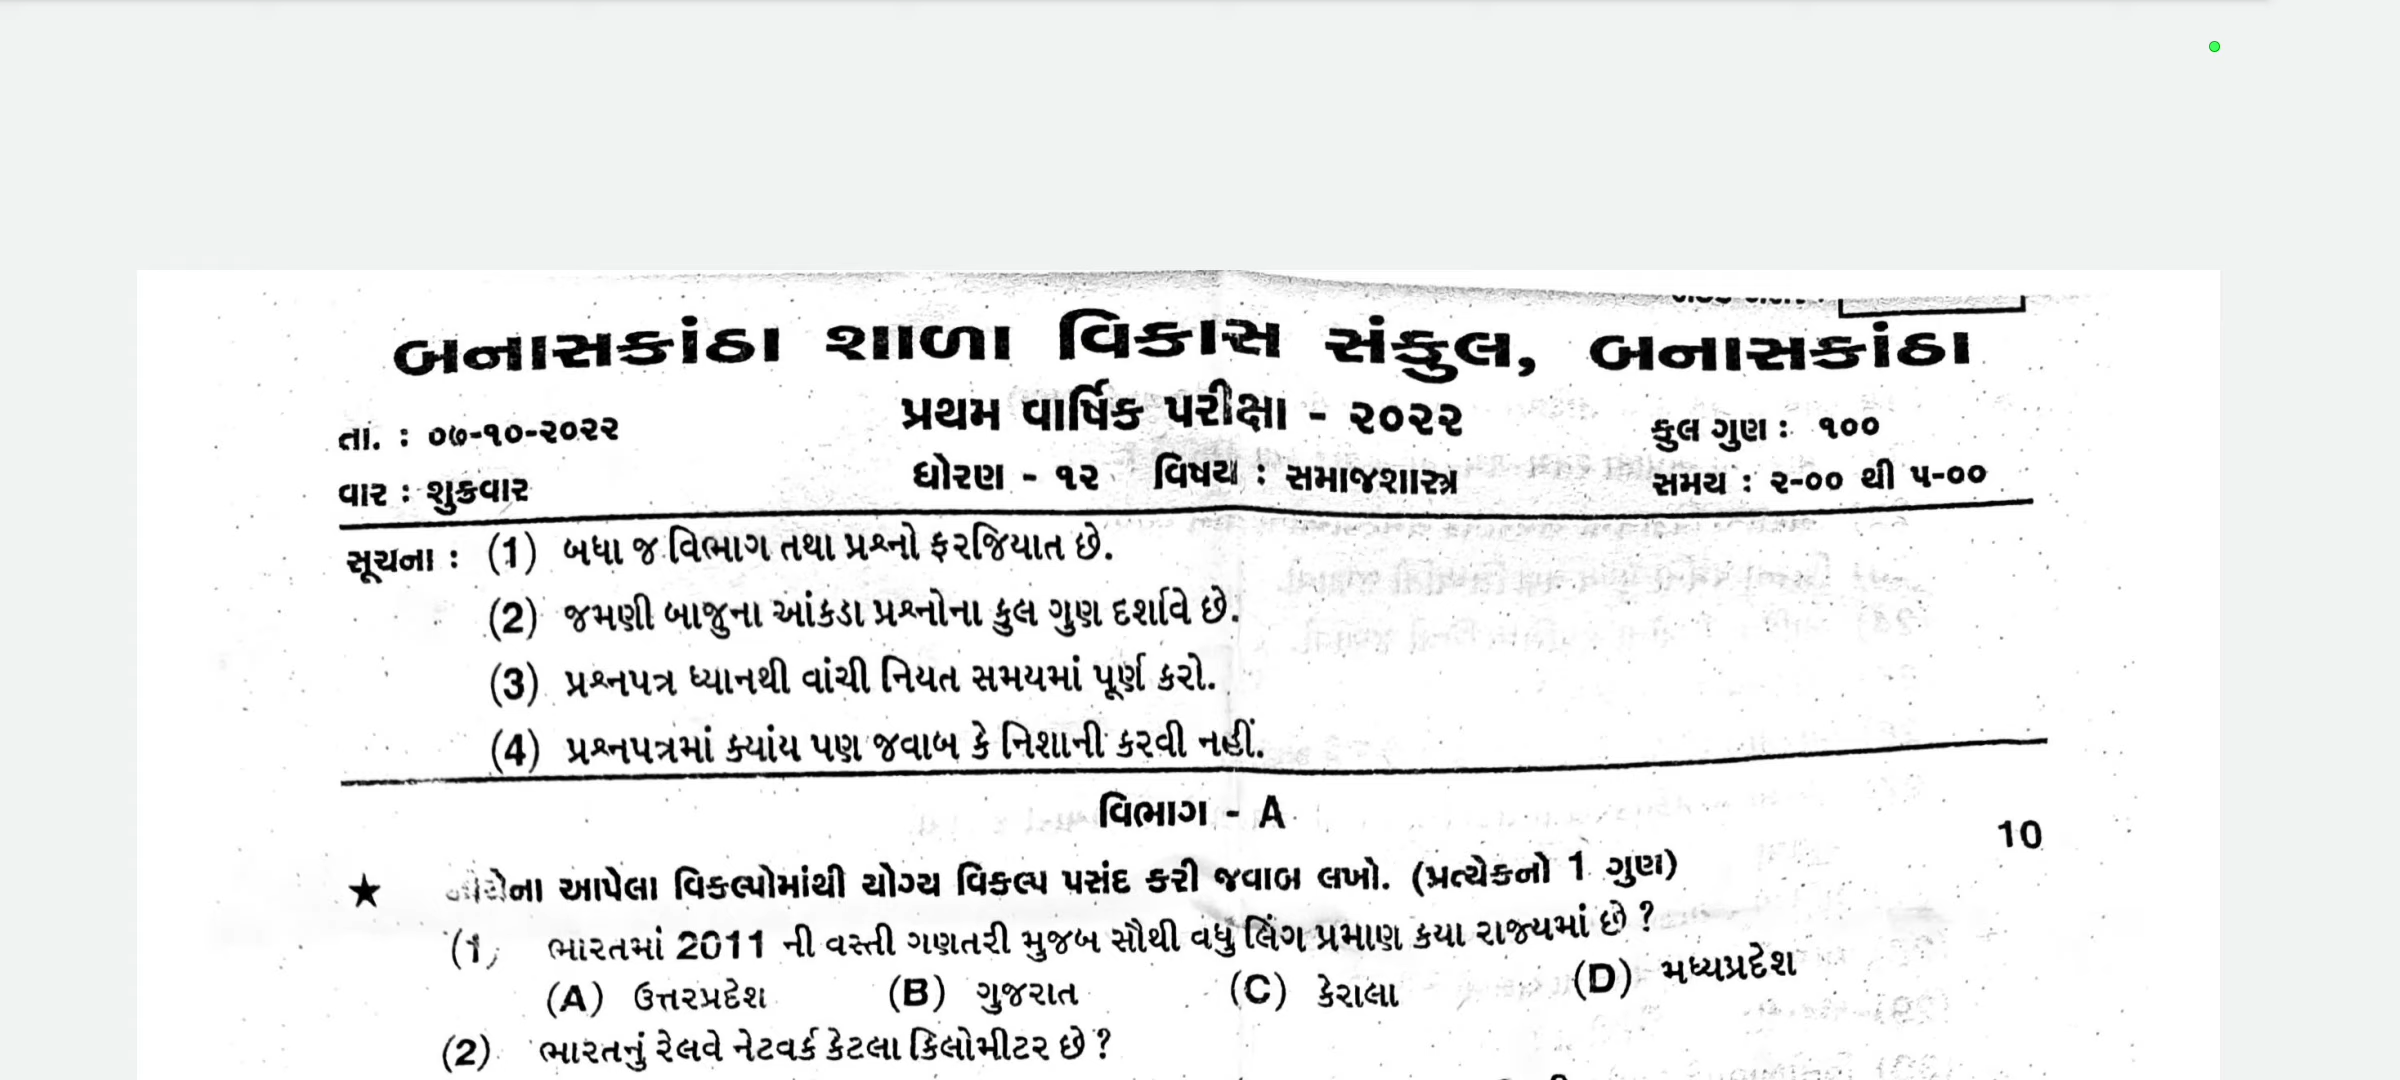 બનાસકાંઠા શાળા વિકાસ સંકુલ, બનાસકાંઠા
પ્રથમ વાર્ષિક પરીક્ષા - ૨૦૨૨
તા. : ૦૭-૧૦-૨૦૨૨
કુલ ગુણ : ૧૦૦
ધોરણ - ૧૨ વિષય : સમાજશાસ્ત્ર
વાર : શુક્રવાર
સમય : ૨-૦૦ થી ૫-૦૦
સૂચના : (1) બધા જ વિભાગ તથા પ્રશ્નો ફરજિયાત છે.
(2) જમણી બાજુના આંકડા પ્રશ્નોના કુલ ગુણ દર્શાવે છે.
(3) પ્રશ્નપત્ર ધ્યાનથી વાંચી નિયત સમયમાં પૂર્ણ કરો.
(4) પ્રશ્નપત્રમાં ક્યાંય પણ જવાબ કે નિશાની કરવી નહીં.
વિભાગ - A
10
★ આપેલા વિકલ્પોમાંથી યોગ્ય વિકલ્પ પસંદ કરી જવાબ લખો. (પ્રત્યેકનો 1 ગુણ)
(1) ભારતમાં 2011 ની વસ્તી ગણતરી મુજબ સૌથી વધુ લિંગ પ્રમાણ કયા રાજ્યમાં છે ?
(A) ઉત્તરપ્રદેશ (B) ગુજરાત (C) કેરાલા (D) મધ્યપ્રદેશ
(2) ભારતનું રેલવે નેટવર્ક કેટલા કિલોમીટર છે ?